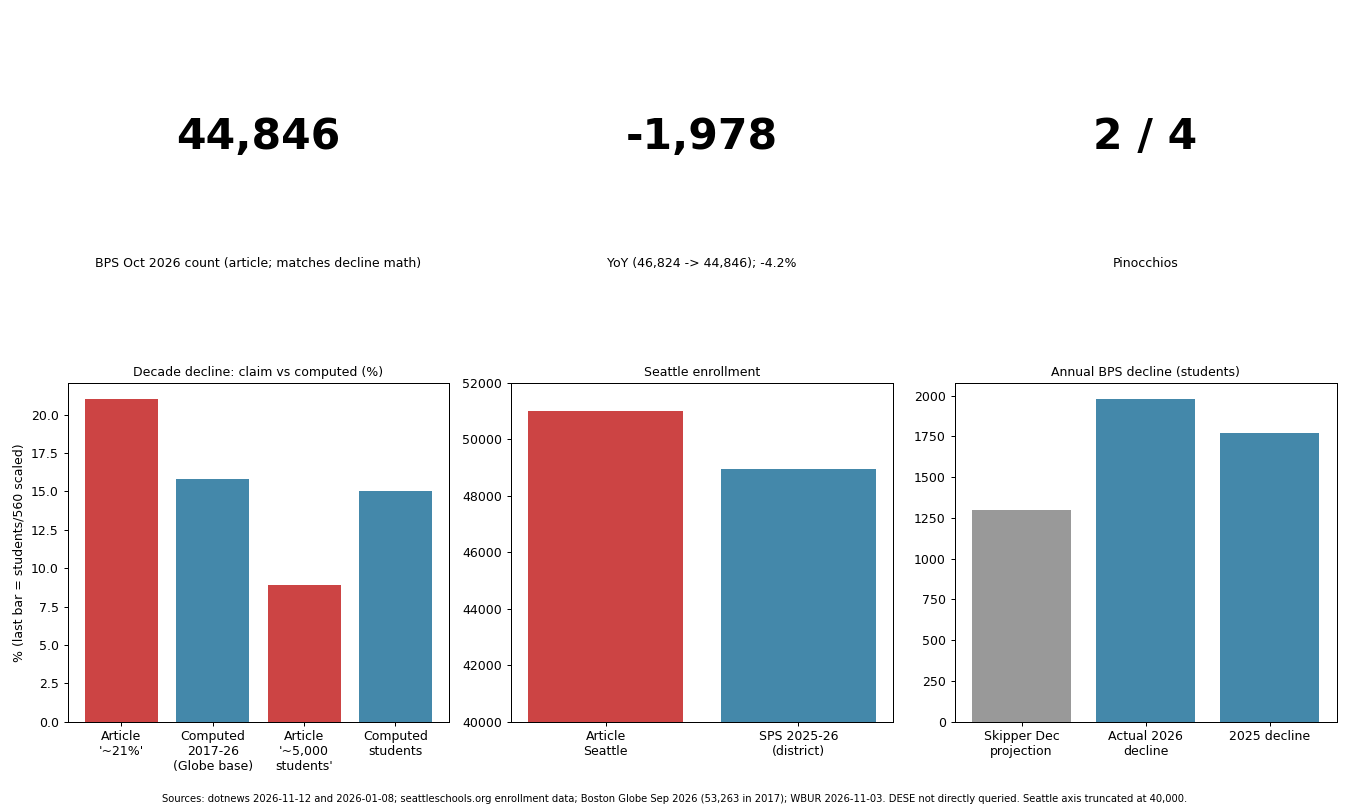 44,846
-1,978
2 / 4
BPS Oct 2026 count (article; matches decline math)
YoY (46,824 -> 44,846); -4.2%
Pinocchios
Decade decline: claim vs computed (%)
% (last bar = students/560 scaled)
20.0
17.5
15.0
12.5
10.0
7.5
5.0
2.5
0.0
Article
'~21%'
Computed
2017-26
(Globe base)
Article
'~5,000
students'
Computed
students
Seattle enrollment
52000
50000
48000
46000
44000
42000
40000
Article
Seattle
SPS 2025-26
(district)
Annual BPS decline (students)
2000
1750
1500
1250
1000
750
500
250
0
Skipper Dec
projection
Actual 2026
decline
2025 decline
Sources: dotnews 2026-11-12 and 2026-01-08; seattleschools.org enrollment data; Boston Globe Sep 2026 (53,263 in 2017); WBUR 2026-11-03. DESE not directly queried. Seattle axis truncated at 40,000.